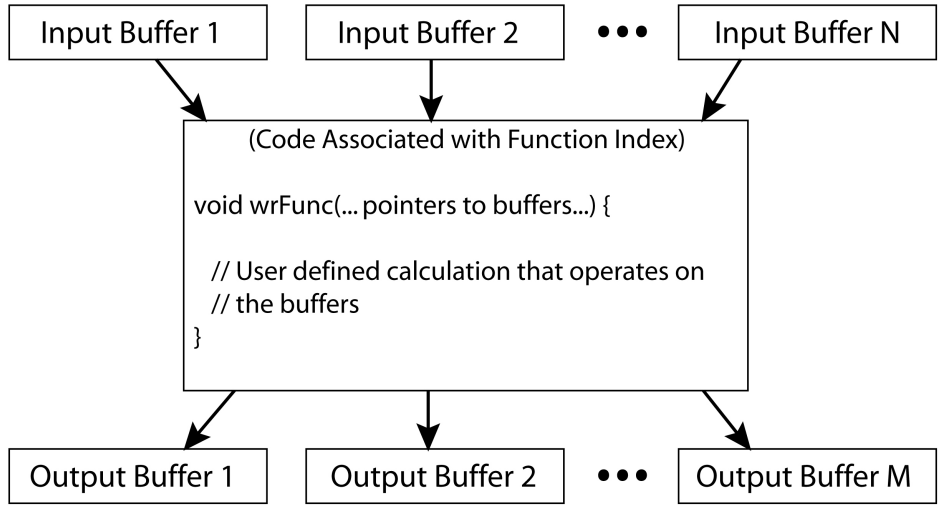 Input Buffer 1
Input Buffer 2
•••
Input Buffer N
(Code Associated with Function Index)
void wrFunc(... pointers to buffers...) {
// User defined calculation that operates on
// the buffers
}
Output Buffer 1
Output Buffer 2
•••
Output Buffer M